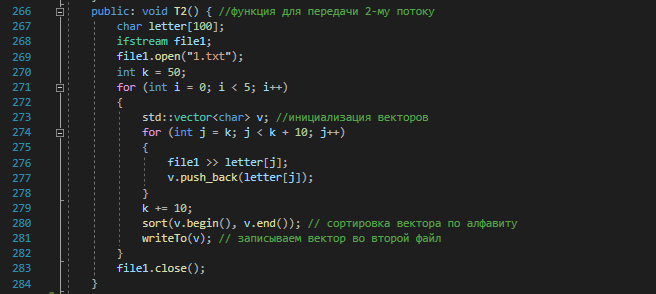 266 public: void T2() { //функция для передачи 2-му потоку
267 char letter[100];
268 ifstream file1;
269 file1.open("1.txt");
270 int k = 50;
271 for (int i = 0; i < 5; i++)
272 {
273 std::vector<char> v; //инициализация векторов
274 for (int j = k; j < k + 10; j++)
275 {
276 file1 >> letter[j];
277 v.push_back(letter[j]);
278 }
279 k += 10;
280 sort(v.begin(), v.end()); // сортировка вектора по алфавиту
281 writeTo(v); // записываем вектор во второй файл
282 }
283 file1.close();
284 }